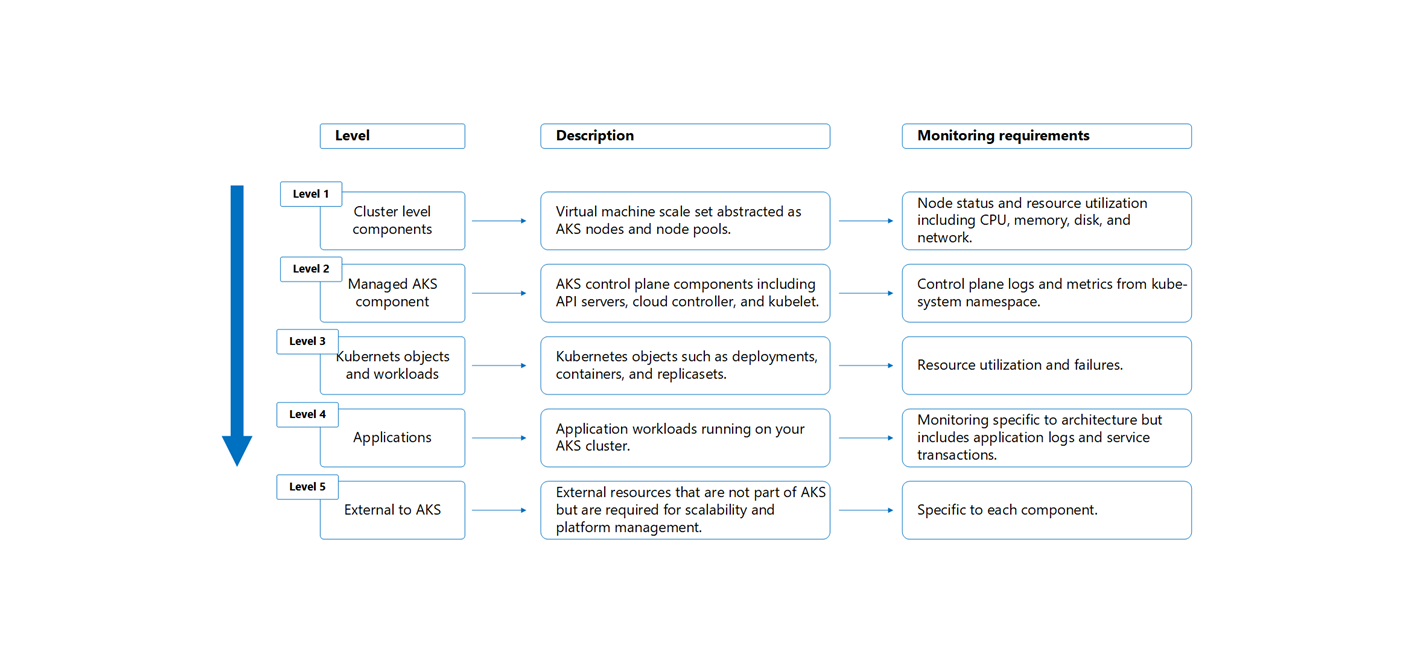 Level
Description
Monitoring requirements
Level 1
Cluster level
components
Virtual machine scale set abstracted as
AKS nodes and node pools.
Node status and resource utilization
including CPU, memory, disk, and
network.
Level 2
Managed AKS
component
AKS control plane components including
API servers, cloud controller, and kubelet.
Control plane logs and metrics from kube-
system namespace.
Level 3
Kubernets objects
and workloads
Kubernetes objects such as deployments,
containers, and replicasets.
Resource utilization and failures.
Level 4
Applications
Application workloads running on your
AKS cluster.
Monitoring specific to architecture but
includes application logs and service
transactions.
Level 5
External to AKS
External resources that are not part of AKS
but are required for scalability and
platform management.
Specific to each component.